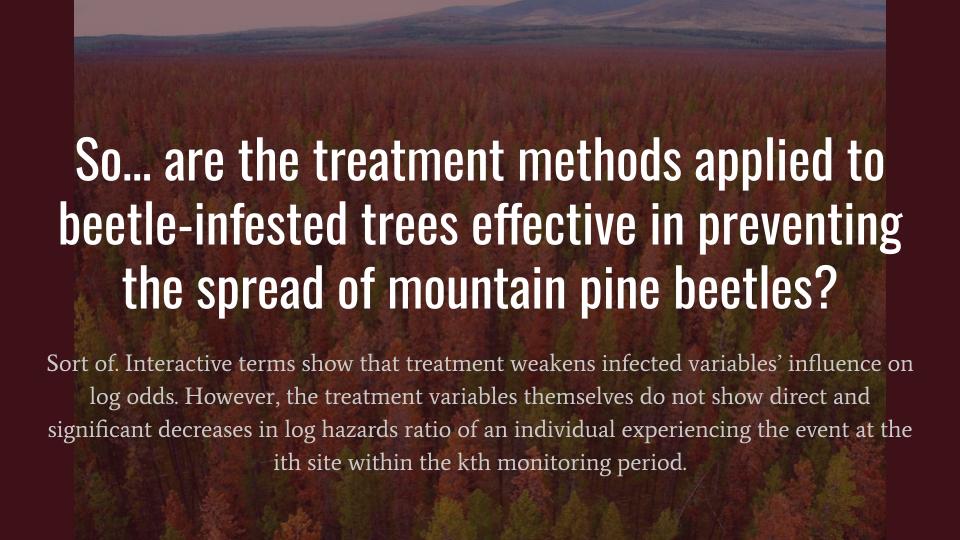 So... are the treatment methods applied to
beetle-infested trees effective in preventing
the spread of mountain pine beetles?
Sort of. Interactive terms show that treatment weakens infected variables’ influence on
log odds. However, the treatment variables themselves do not show direct and
significant decreases in log hazards ratio of an individual experiencing the event at the
ith site within the kth monitoring period.